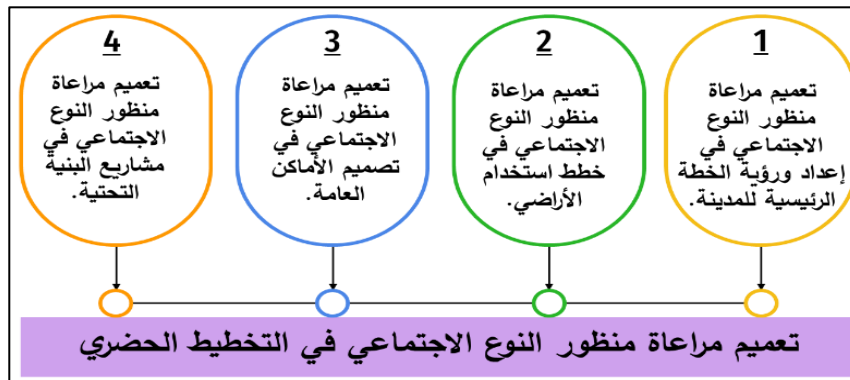 1
تعميم مراعاة
منظور النوع
الاجتماعي في
إعداد ورؤية الخطة
الرئيسية للمدينة.
2
تعميم مراعاة
منظور النوع
الاجتماعي في
خطط استخدام
الأراضي.
3
تعميم مراعاة
منظور النوع
الاجتماعي في
تصميم الأماكن
العامة.
4
تعميم مراعاة
منظور النوع
الاجتماعي في
مشاريع البنية
التحتية.
تعميم مراعاة منظور النوع الاجتماعي في التخطيط الحضري